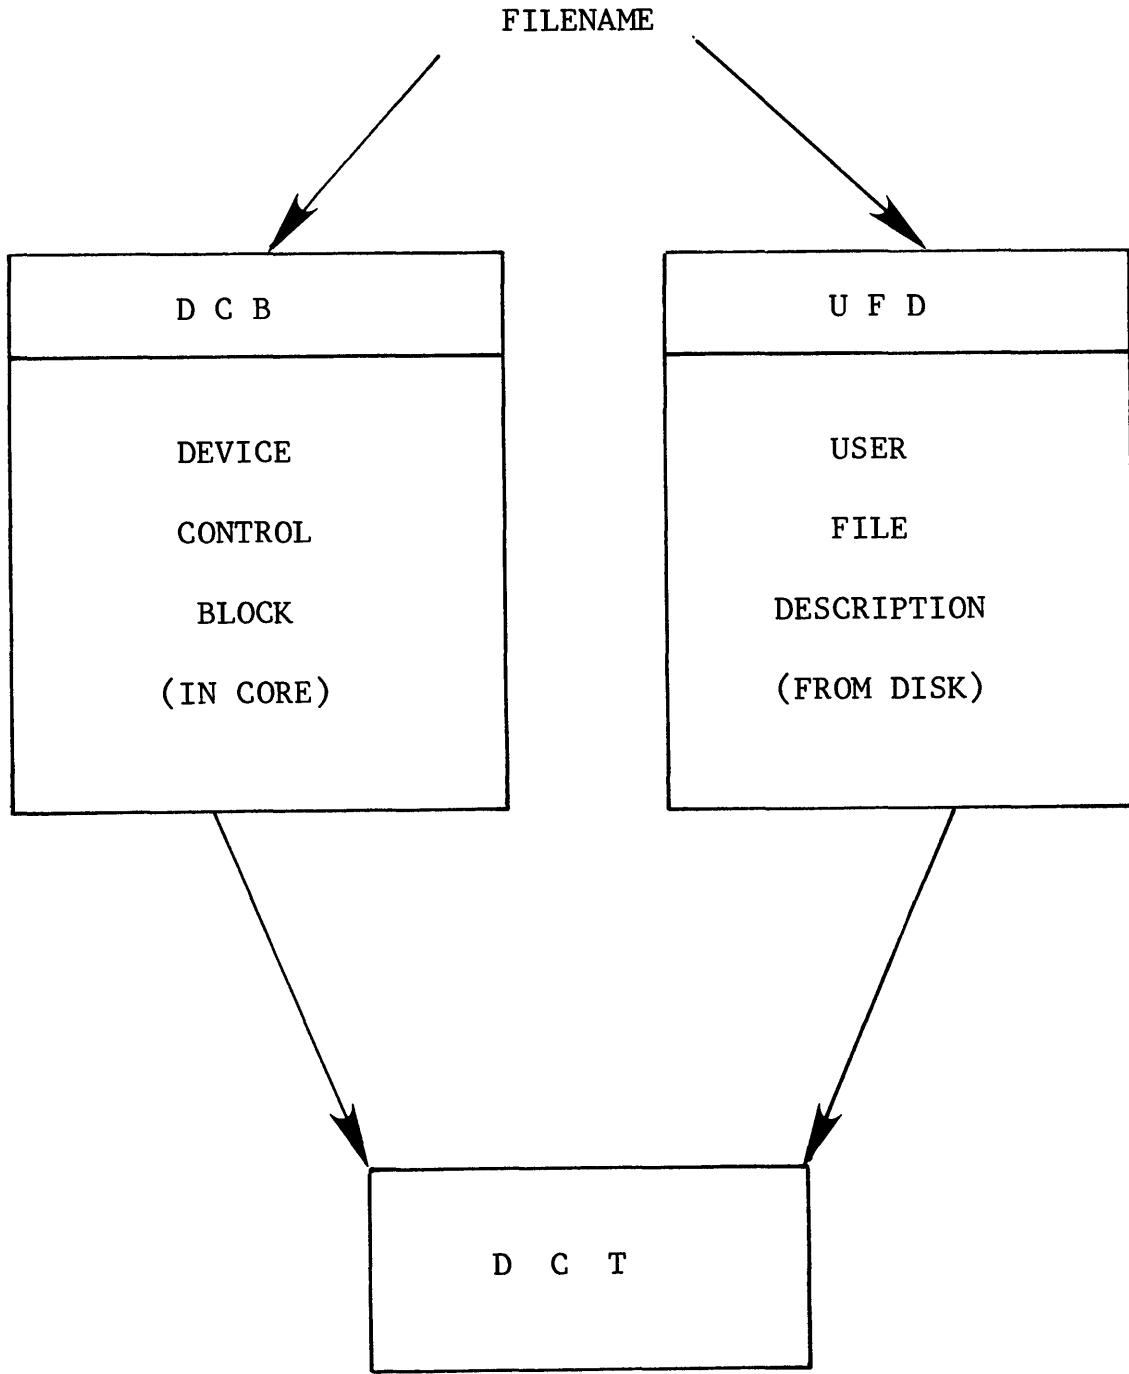 FILENAME
D C B
DEVICE
CONTROL
BLOCK
(IN CORE)
U F D
USER
FILE
DESCRIPTION
(FROM DISK)
D C T